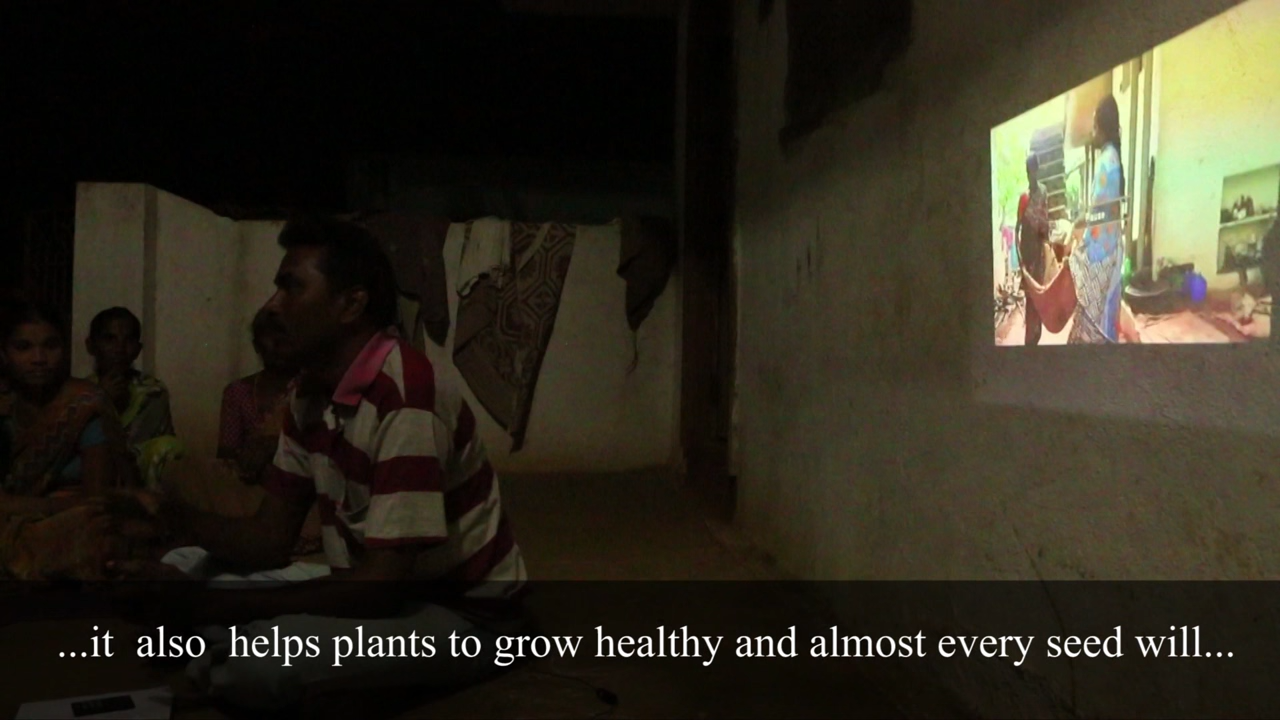 ...it also helps plants to grow healthy and almost every seed will...